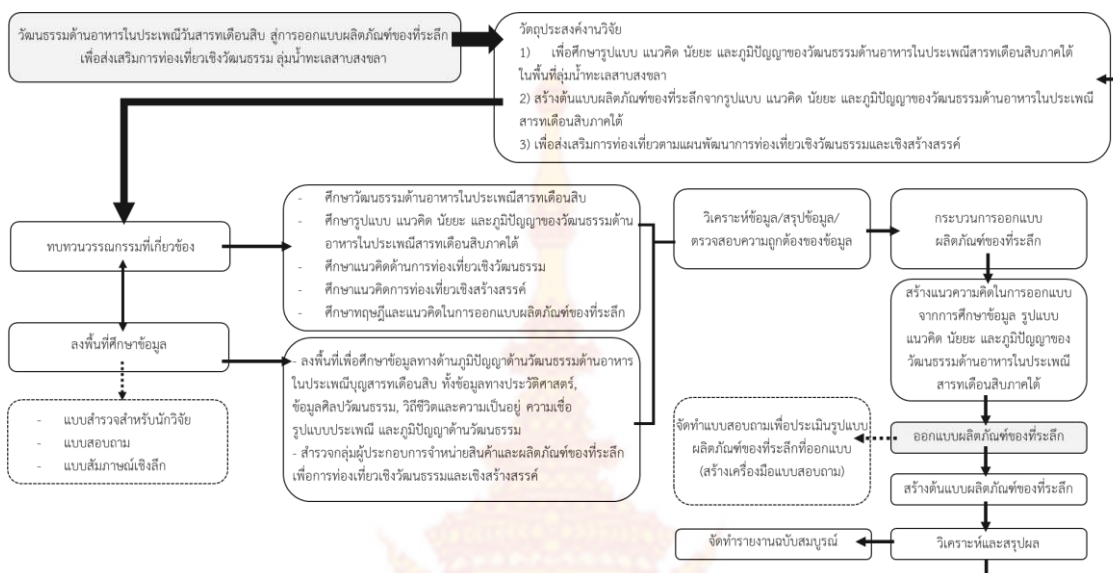 วัฒนธรรมด้านอาหารในประเพณีวันสารทเดือนสิบ สู่การออกแบบผลิตภัณฑ์ของที่ระลึก
เพื่อส่งเสริมการท่องเที่ยวเชิงวัฒนธรรม ลุ่มน้ำทะเลสาบสงขลา
วัตถุประสงค์งานวิจัย
1) เพื่อศึกษารูปแบบ แนวคิด นัยยะ และภูมิปัญญาของวัฒนธรรมด้านอาหารในประเพณีสารทเดือนสิบภาคใต้
ในพื้นที่ลุ่มน้ำทะเลสาบสงขลา
2) สร้างต้นแบบผลิตภัณฑ์ของที่ระลึกจากรูปแบบ แนวคิด นัยยะ และภูมิปัญญาของวัฒนธรรมด้านอาหารในประเพณี
สารทเดือนสิบภาคใต้
3) เพื่อส่งเสริมการท่องเที่ยวตามแผนพัฒนาการท่องเที่ยวเชิงวัฒนธรรมและเชิงสร้างสรรค์
ทบทวนวรรณกรรมที่เกี่ยวข้อง
- ศึกษาวัฒนธรรมด้านอาหารในประเพณีสารทเดือนสิบ
- ศึกษารูปแบบ แนวคิด นัยยะ และภูมิปัญญาของวัฒนธรรมด้าน
อาหารในประเพณีสารทเดือนสิบภาคใต้
- ศึกษาแนวคิดด้านการท่องเที่ยวเชิงวัฒนธรรม
- ศึกษาแนวคิดการท่องเที่ยวเชิงสร้างสรรค์
- ศึกษาทฤษฎีและแนวคิดในการออกแบบผลิตภัณฑ์ของที่ระลึก
วิเคราะห์ข้อมูล/สรุปข้อมูล/
ตรวจสอบความถูกต้องของข้อมูล
กระบวนการออกแบบ
ผลิตภัณฑ์ของที่ระลึก
ลงพื้นที่ศึกษาข้อมูล
- ลงพื้นที่เพื่อศึกษาข้อมูลทางด้านภูมิปัญญาด้านวัฒนธรรมด้านอาหาร
ในประเพณีบุญสารทเดือนสิบ ทั้งข้อมูลทางประวัติศาสตร์,
ข้อมูลศิลปวัฒนธรรม, วิถีชีวิตและความเป็นอยู่ ความเชื่อ
รูปแบบประเพณี และภูมิปัญญาด้านวัฒนธรรม
- สำรวจกลุ่มผู้ประกอบการจำหน่ายสินค้าและผลิตภัณฑ์ของที่ระลึก
เพื่อการท่องเที่ยวเชิงวัฒนธรรมและเชิงสร้างสรรค์
- แบบสำรวจสำหรับนักวิจัย
- แบบสอบถาม
- แบบสัมภาษณ์เชิงลึก
สร้างแนวความคิดในการออกแบบ
จากการศึกษาข้อมูล รูปแบบ
แนวคิด นัยยะ และภูมิปัญญาของ
วัฒนธรรมด้านอาหารในประเพณี
สารทเดือนสิบภาคใต้
จัดทำแบบสอบถามเพื่อประเมินรูปแบบ
ผลิตภัณฑ์ของที่ระลึกที่ออกแบบ
(สร้างเครื่องมือแบบสอบถาม)
ออกแบบผลิตภัณฑ์ของที่ระลึก
สร้างต้นแบบผลิตภัณฑ์ของที่ระลึก
จัดทำรายงานฉบับสมบูรณ์
วิเคราะห์และสรุปผล